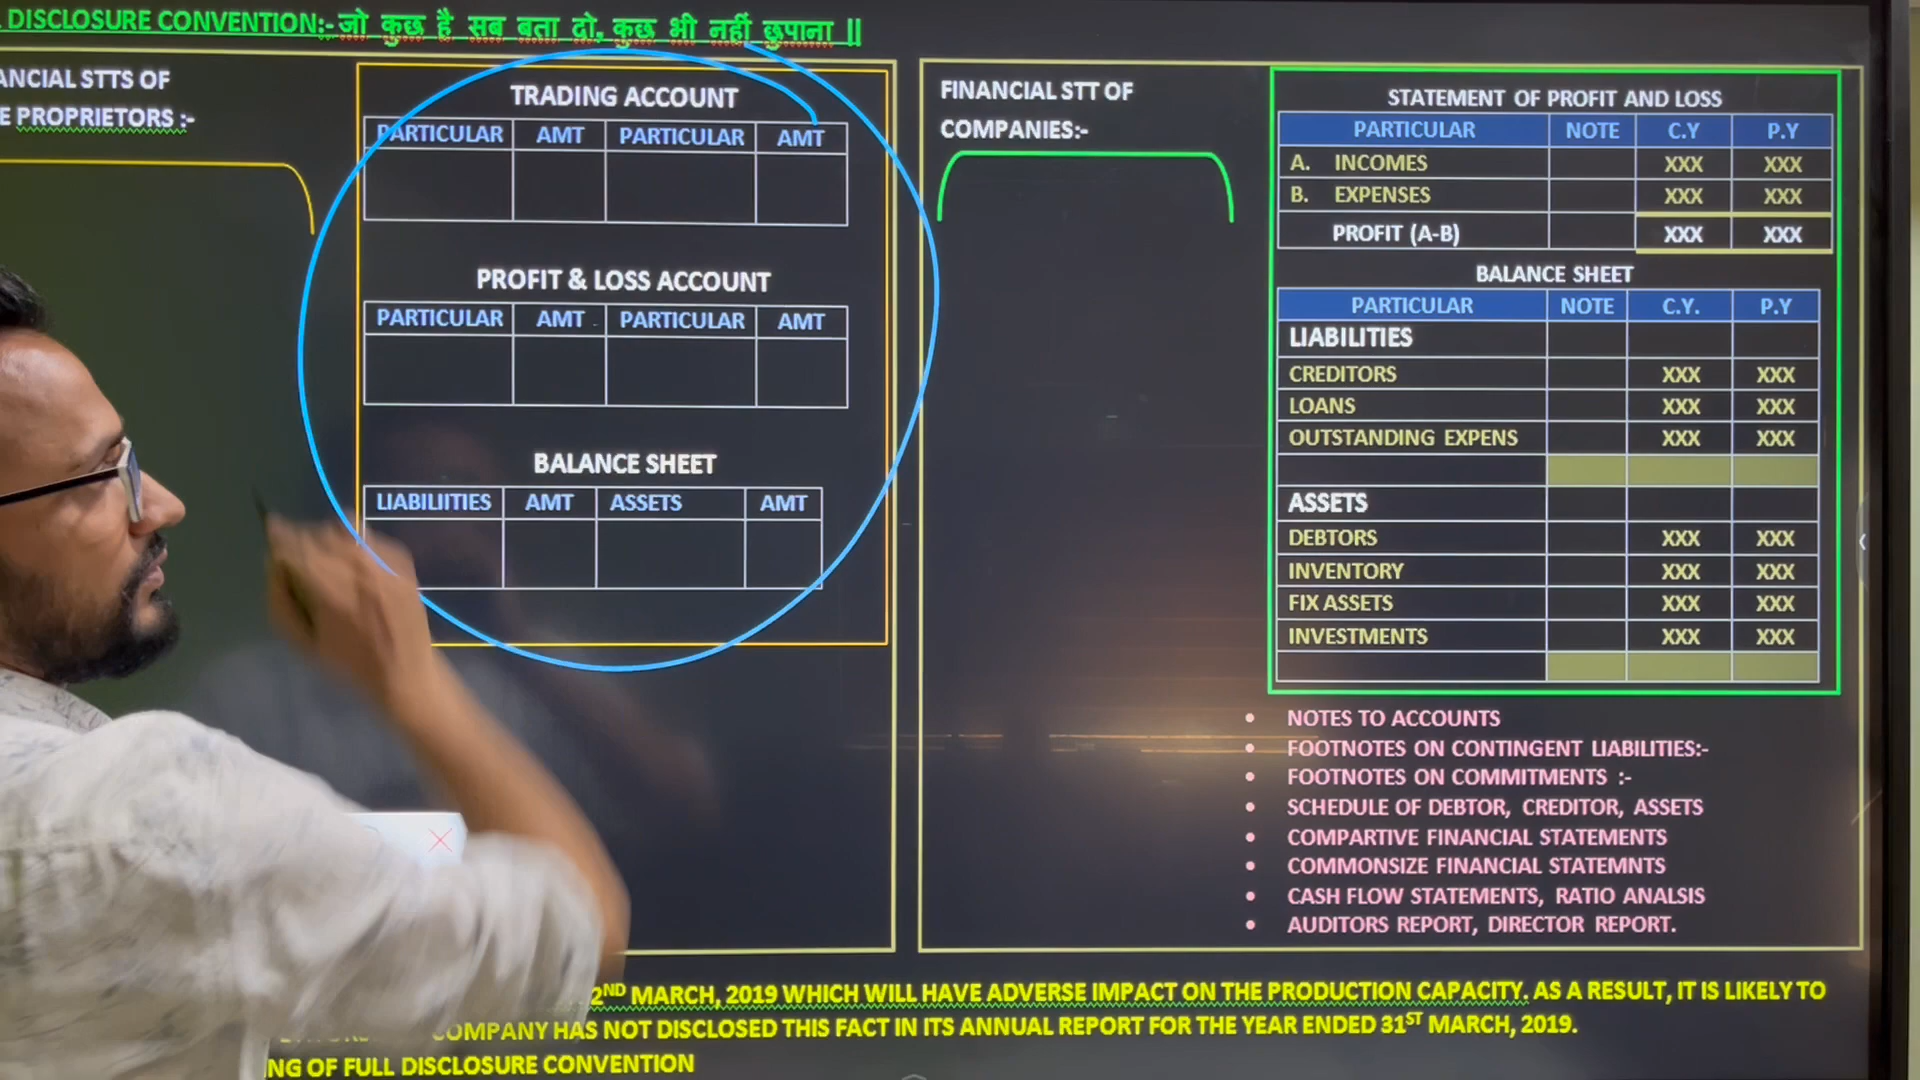 DISCLOSURE CONVENTION:- जो कुछ है सब बता दो, कुछ भी नहीं छुपाना ||
ANCIAL STTS OF
E PROPRIETORS :-
TRADING ACCOUNT
PARTICULAR AMT PARTICULAR AMT
PROFIT & LOSS ACCOUNT
PARTICULAR AMT PARTICULAR AMT
BALANCE SHEET
LIABILIITIES AMT ASSETS AMT
FINANCIAL STT OF
COMPANIES:-
STATEMENT OF PROFIT AND LOSS
PARTICULAR NOTE C.Y P.Y
A. INCOMES XXX XXX
B. EXPENSES XXX XXX
PROFIT (A-B) XXX XXX
BALANCE SHEET
PARTICULAR NOTE C.Y. P.Y
LIABILITIES
CREDITORS XXX XXX
LOANS XXX XXX
OUTSTANDING EXPENS XXX XXX
ASSETS
DEBTORS XXX XXX
INVENTORY XXX XXX
FIX ASSETS XXX XXX
INVESTMENTS XXX XXX
• NOTES TO ACCOUNTS
• FOOTNOTES ON CONTINGENT LIABILITIES:-
• FOOTNOTES ON COMMITMENTS :-
• SCHEDULE OF DEBTOR, CREDITOR, ASSETS
• COMPARTIVE FINANCIAL STATEMENTS
• COMMONSIZE FINANCIAL STATEMNTS
• CASH FLOW STATEMENTS, RATIO ANALSIS
• AUDITORS REPORT, DIRECTOR REPORT.
2ND MARCH, 2019 WHICH WILL HAVE ADVERSE IMPACT ON THE PRODUCTION CAPACITY. AS A RESULT, IT IS LIKELY TO
COMPANY HAS NOT DISCLOSED THIS FACT IN ITS ANNUAL REPORT FOR THE YEAR ENDED 31ST MARCH, 2019.
NG OF FULL DISCLOSURE CONVENTION